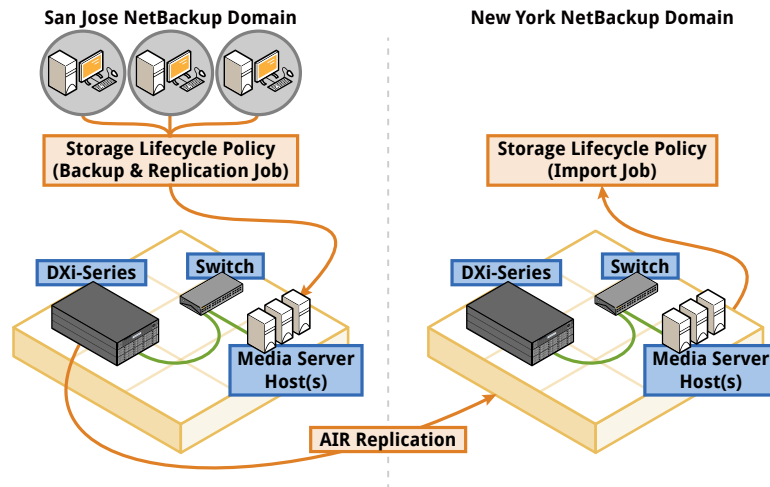 San Jose NetBackup Domain
New York NetBackup Domain
Storage Lifecycle Policy
(Backup & Replication Job)
Storage Lifecycle Policy
(Import Job)
DXi-Series
Switch
Media Server
Host(s)
DXi-Series
Switch
Media Server
Host(s)
AIR Replication